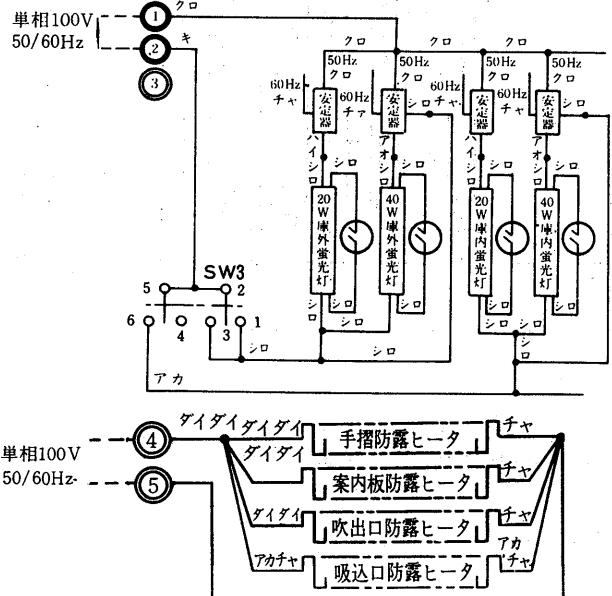 単相100V
50/60Hz
1 クロ
2 キ
3
クロ クロ クロ
50Hz 50Hz 50Hz 50Hz
クロ クロ クロ クロ
60Hz 60Hz 60Hz 60Hz
チャ チャ チャ チャ
安定器 安定器 安定器 安定器
シロ シロ
ハイシロ アオシロ ハイシロ アオシロ
シロ シロ シロ シロ
20W庫外蛍光灯
40W庫外蛍光灯
20W庫内蛍光灯
40W庫内蛍光灯
シロ シロ シロ シロ
シロ シロ シロ
SW3
5 2
6 4 3 1
シロ シロ
アカ
単相100V
50/60Hz
4
5
ダイダイ ダイダイ 手摺防露ヒータ チャ
ダイダイ 案内板防露ヒータ チャ
ダイダイ 吹出口防露ヒータ チャ
アカチャ 吸込口防露ヒータ アカチャ